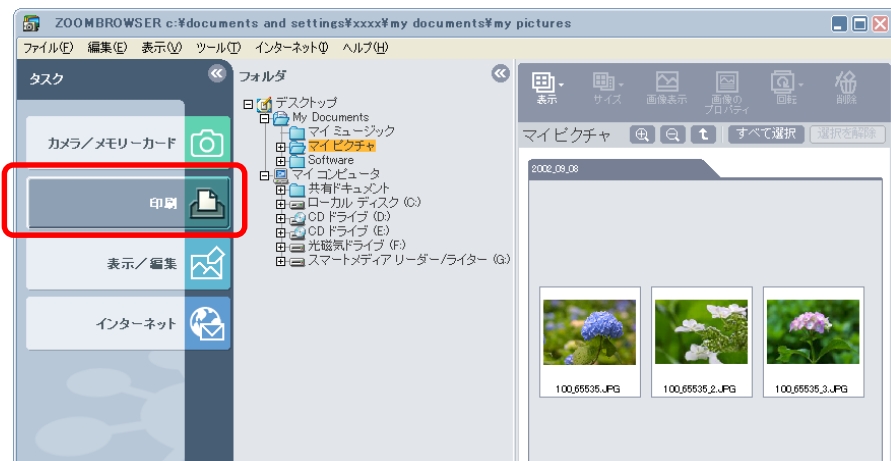 ZOOMBROWSER c:¥documents and settings¥xxxx¥my documents¥my pictures
ファイル(F) 編集(E) 表示(V) ツール(T) インターネット(I) ヘルプ(H)
タスク
カメラ/メモリーカード
印刷
表示/編集
インターネット
フォルダ
デスクトップ
My Documents
マイ ミュージック
マイ ピクチャ
Software
マイ コンピュータ
共有ドキュメント
ローカル ディスク (C:)
CD ドライブ (D:)
CD ドライブ (E:)
光磁気ドライブ (F:)
スマートメディア リーダー/ライター (G:)
表示 サイズ 画像表示 画像の プロパティ 回転 削除
マイ ピクチャ すべて選択 選択を解除
2002_09_08
100_65535.JPG 100_65535_2.JPG 100_65535_3.JPG